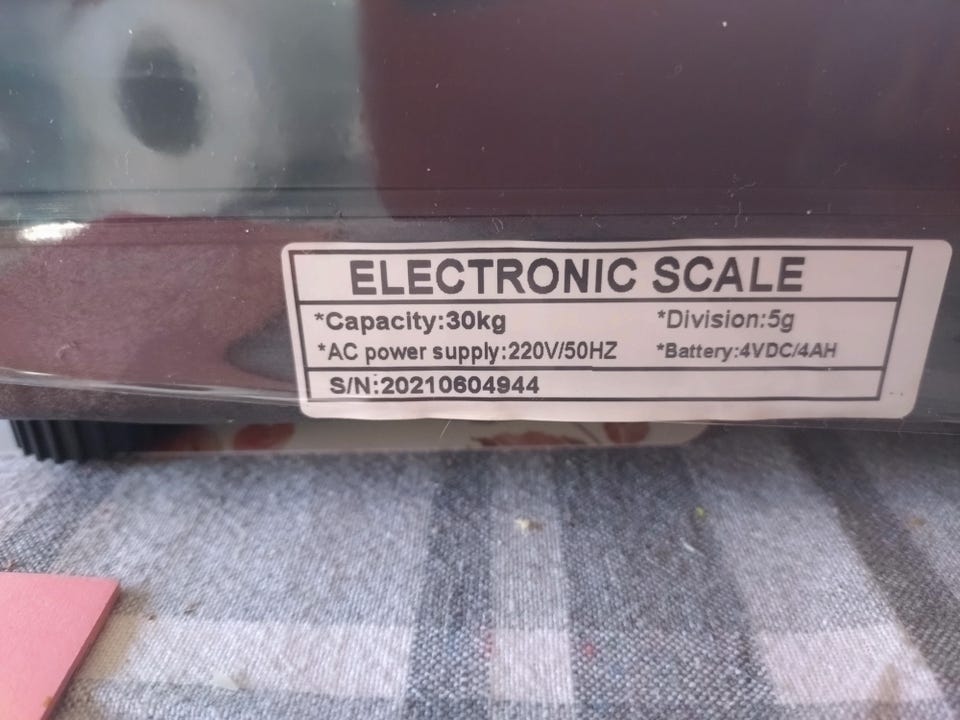 ELECTRONIC SCALE
*Capacity:30kg *Division:5g
*AC power supply:220V/50HZ *Battery:4VDC/4AH
S/N:20210604944